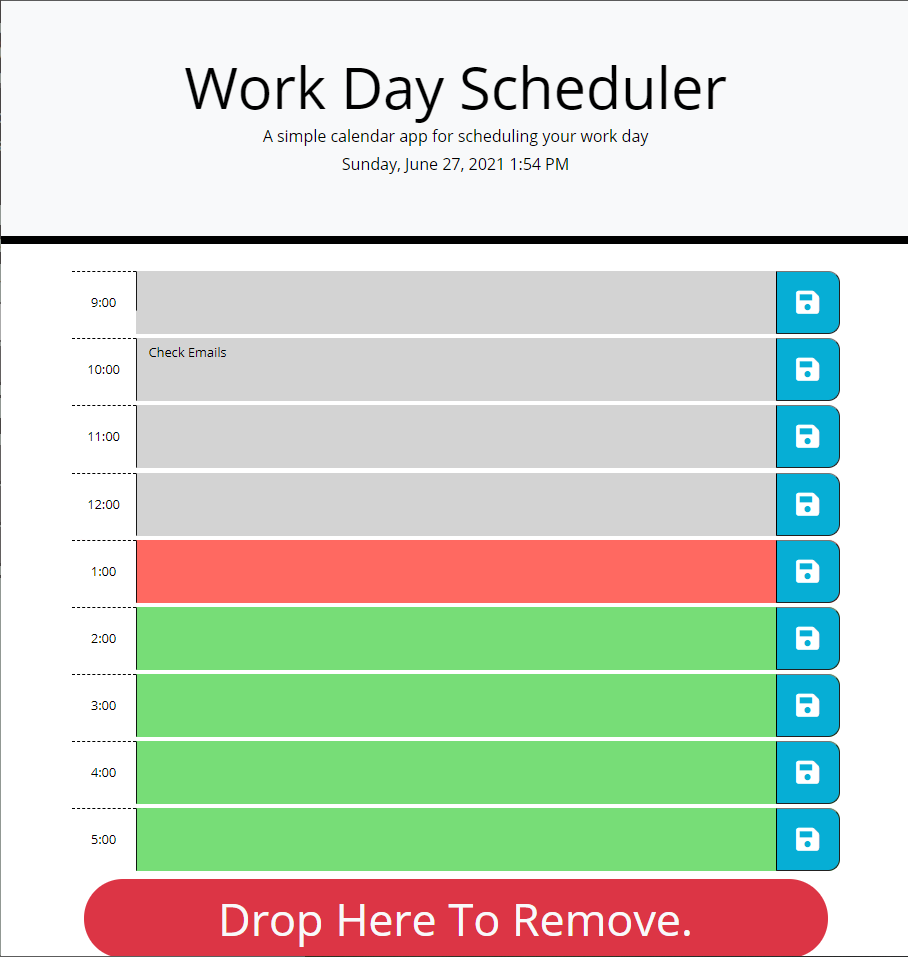 Work Day Scheduler
A simple calendar app for scheduling your work day
Sunday, June 27, 2021 1:54 PM
9:00
10:00 Check Emails
11:00
12:00
1:00
2:00
3:00
4:00
5:00
Drop Here To Remove.